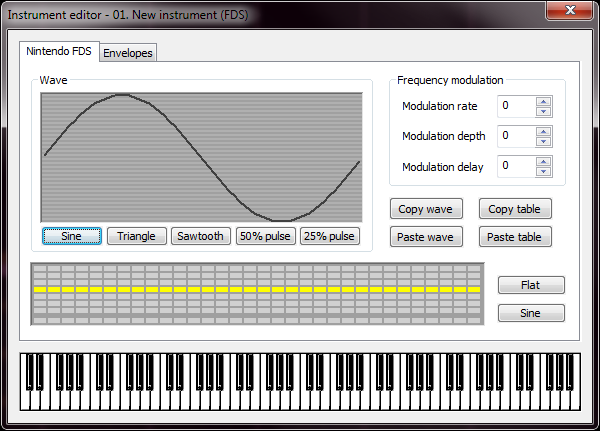 Instrument editor - 01. New instrument (FDS)
Nintendo FDS
Envelopes
Wave
Sine
Triangle
Sawtooth
50% pulse
25% pulse
Frequency modulation
Modulation rate
0
Modulation depth
0
Modulation delay
0
Copy wave
Copy table
Paste wave
Paste table
Flat
Sine